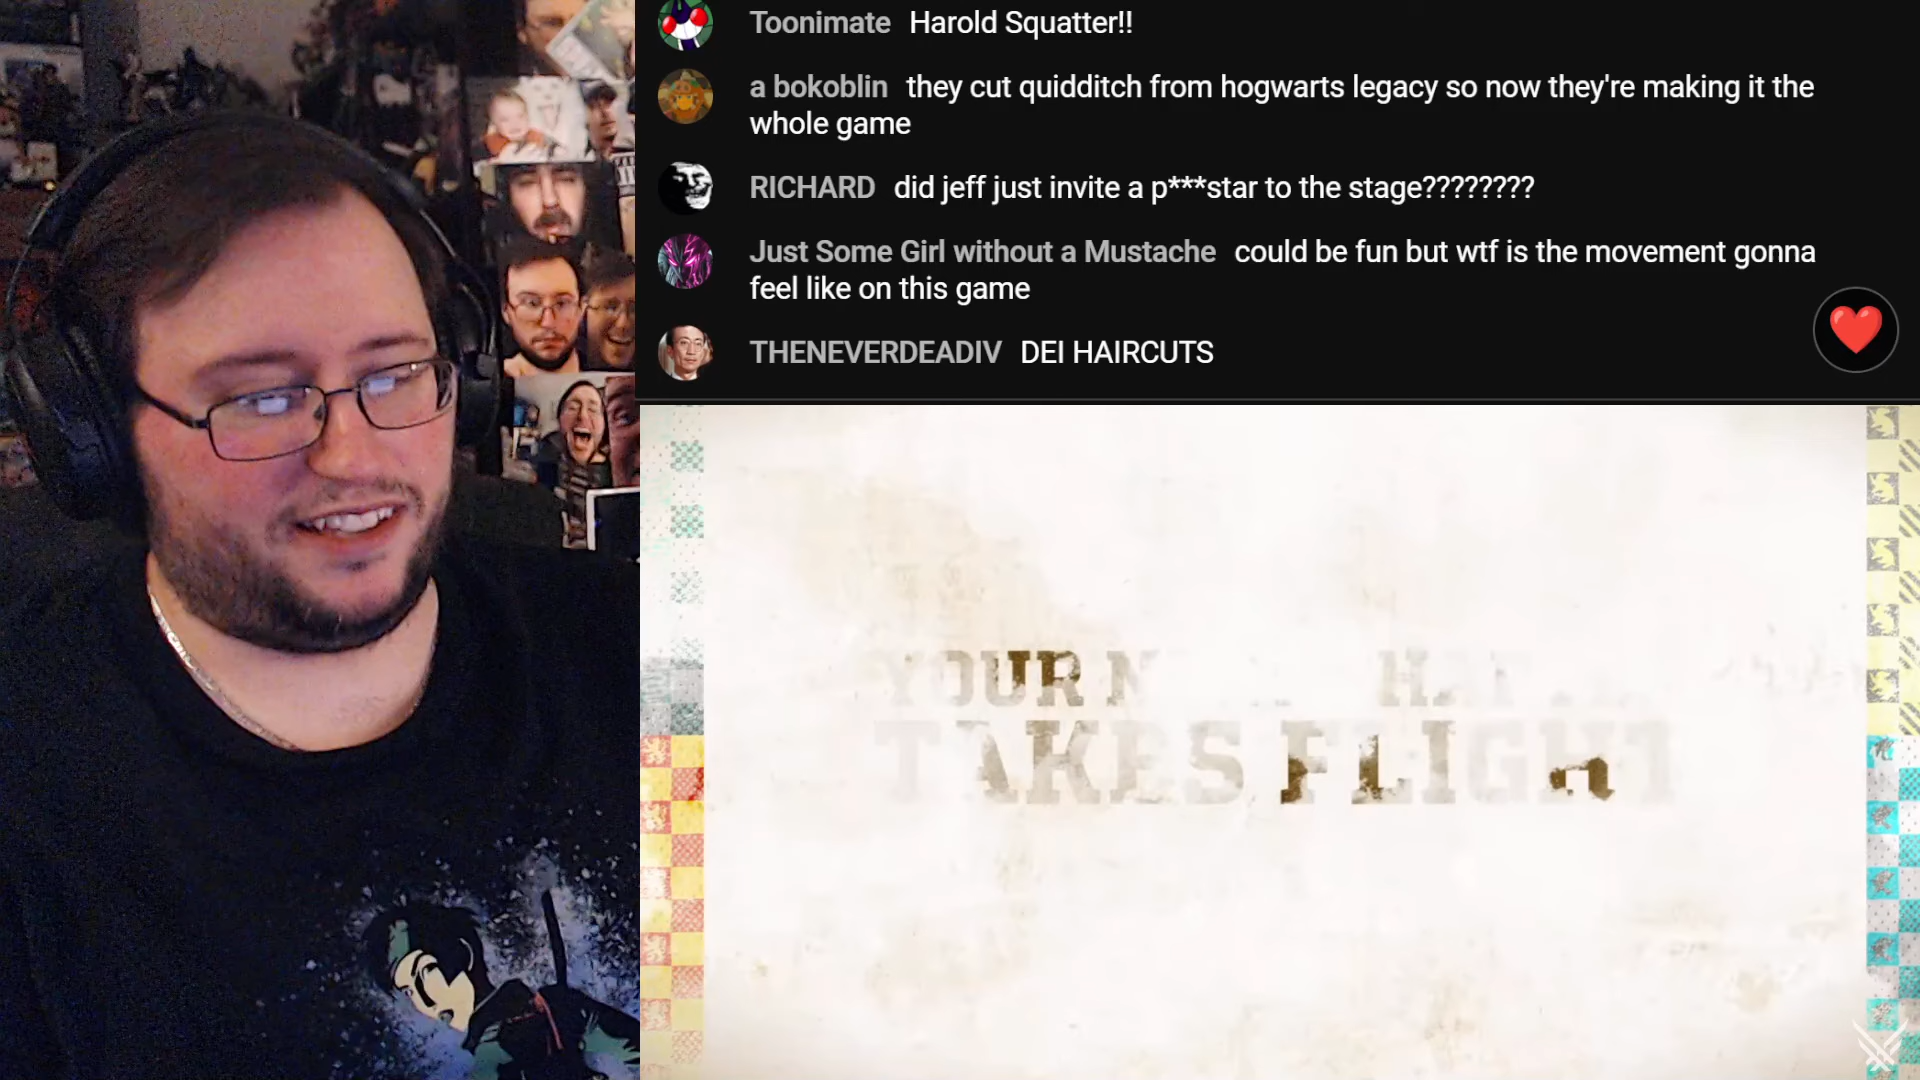 Toonimate Harold Squatter!!
a bokoblin they cut quidditch from hogwarts legacy so now they're making it the
whole game
RICHARD did jeff just invite a p***star to the stage????????
Just Some Girl without a Mustache could be fun but wtf is the movement gonna
feel like on this game
THENEVERDEADIV DEI HAIRCUTS
YOUR
TAKES FLIGHT